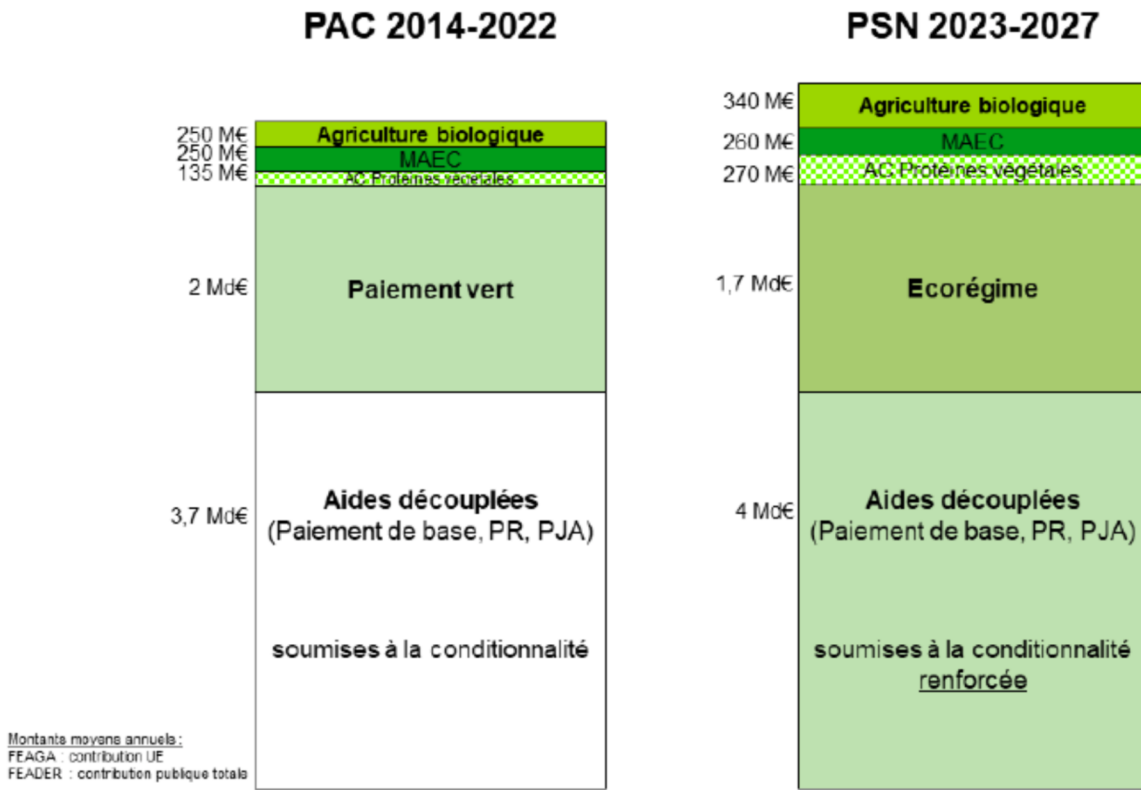 PAC 2014-2022
250 M€
Agriculture biologique
250 M€
MAEC
135 M€
AC Protéines végétales
2 Md€
Paiement vert
3,7 Md€
Aides découplées
(Paiement de base, PR, PJA)
soumises à la conditionnalité
PSN 2023-2027
340 M€
Agriculture biologique
260 M€
MAEC
270 M€
AC Protéines végétales
1,7 Md€
Ecorégime
4 Md€
Aides découplées
(Paiement de base, PR, PJA)
soumises à la conditionnalité
renforcée
Montants moyens annuels :
FEAGA : contribution UE
FEADER : contribution publique totale